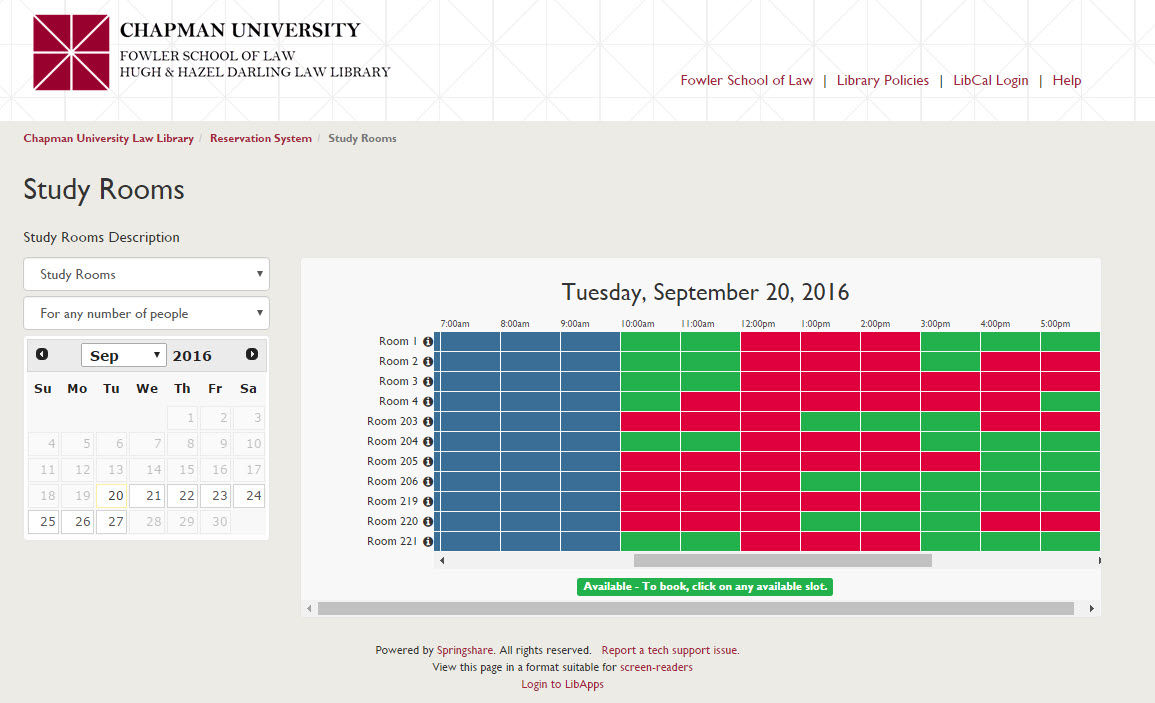 CHAPMAN UNIVERSITY
FOWLER SCHOOL OF LAW
HUGH & HAZEL DARLING LAW LIBRARY
Fowler School of Law | Library Policies | LibCal Login | Help
Chapman University Law Library / Reservation System / Study Rooms
Study Rooms
Study Rooms Description
Study Rooms
For any number of people
Sep 2016
Su Mo Tu We Th Fr Sa
1 2 3
4 5 6 7 8 9 10
11 12 13 14 15 16 17
18 19 20 21 22 23 24
25 26 27 28 29 30
Tuesday, September 20, 2016
7:00am 8:00am 9:00am 10:00am 11:00am 12:00pm 1:00pm 2:00pm 3:00pm 4:00pm 5:00pm
Room 1
Room 2
Room 3
Room 4
Room 203
Room 204
Room 205
Room 206
Room 219
Room 220
Room 221
Available - To book, click on any available slot.
Powered by Springshare. All rights reserved. Report a tech support issue.
View this page in a format suitable for screen-readers
Login to LibApps